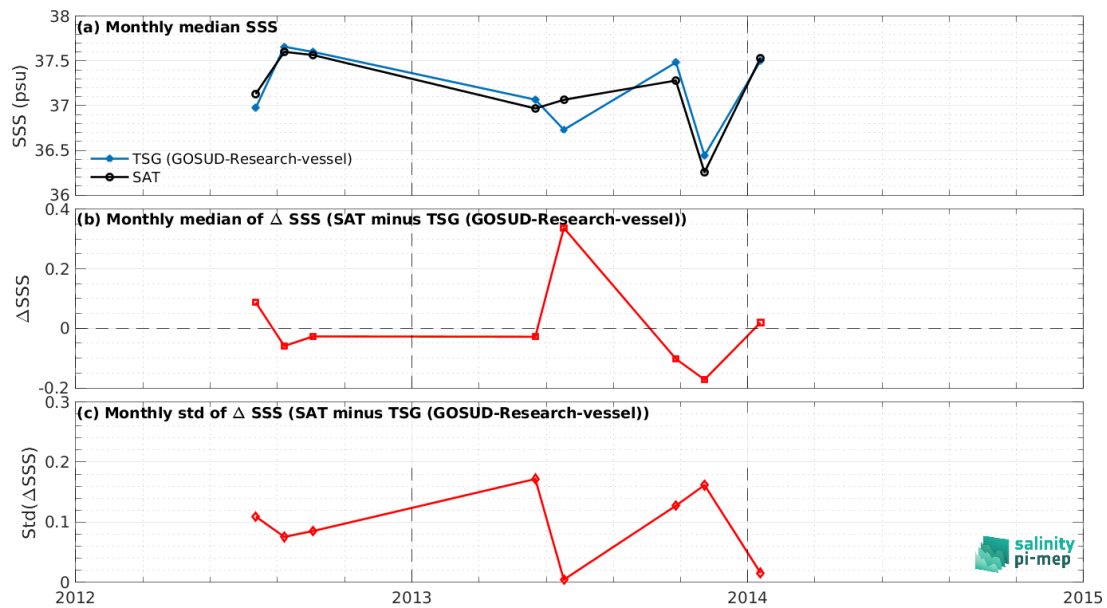 (a) Monthly median SSS
SSS (psu)
38
37.5
37
36.5
36
TSG (GOSUD-Research-vessel)
SAT
(b) Monthly median of Δ SSS (SAT minus TSG (GOSUD-Research-vessel))
ΔSSS
0.4
0.2
0
-0.2
(c) Monthly std of Δ SSS (SAT minus TSG (GOSUD-Research-vessel))
Std(ΔSSS)
0.3
0.2
0.1
0
2012 2013 2014 2015
salinity
pi-mep